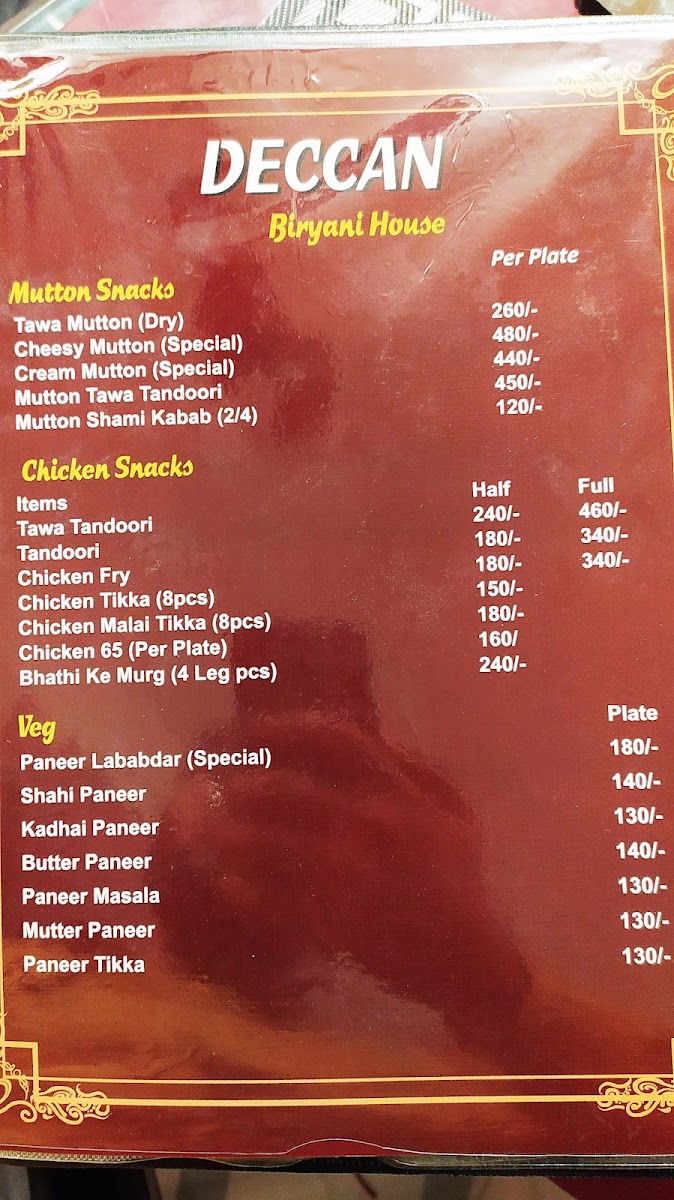 DECCAN
Biryani House
Per Plate
Mutton Snacks
Tawa Mutton (Dry) 260/-
Cheesy Mutton (Special) 480/-
Cream Mutton (Special) 440/-
Mutton Tawa Tandoori 450/-
Mutton Shami Kabab (2/4) 120/-
Chicken Snacks
Items Half Full
Tawa Tandoori 240/- 460/-
Tandoori 180/- 340/-
Chicken Fry 180/- 340/-
Chicken Tikka (8pcs) 150/-
Chicken Malai Tikka (8pcs) 180/-
Chicken 65 (Per Plate) 160/
Bhathi Ke Murg (4 Leg pcs) 240/-
Veg Plate
Paneer Lababdar (Special) 180/-
Shahi Paneer 140/-
Kadhai Paneer 130/-
Butter Paneer 140/-
Paneer Masala 130/-
Mutter Paneer 130/-
Paneer Tikka 130/-